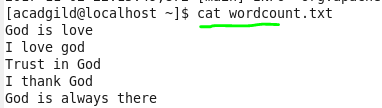 [acadgild@localhost ~]$ cat wordcount.txt
God is love
I love god
Trust in God
I thank God
God is always there